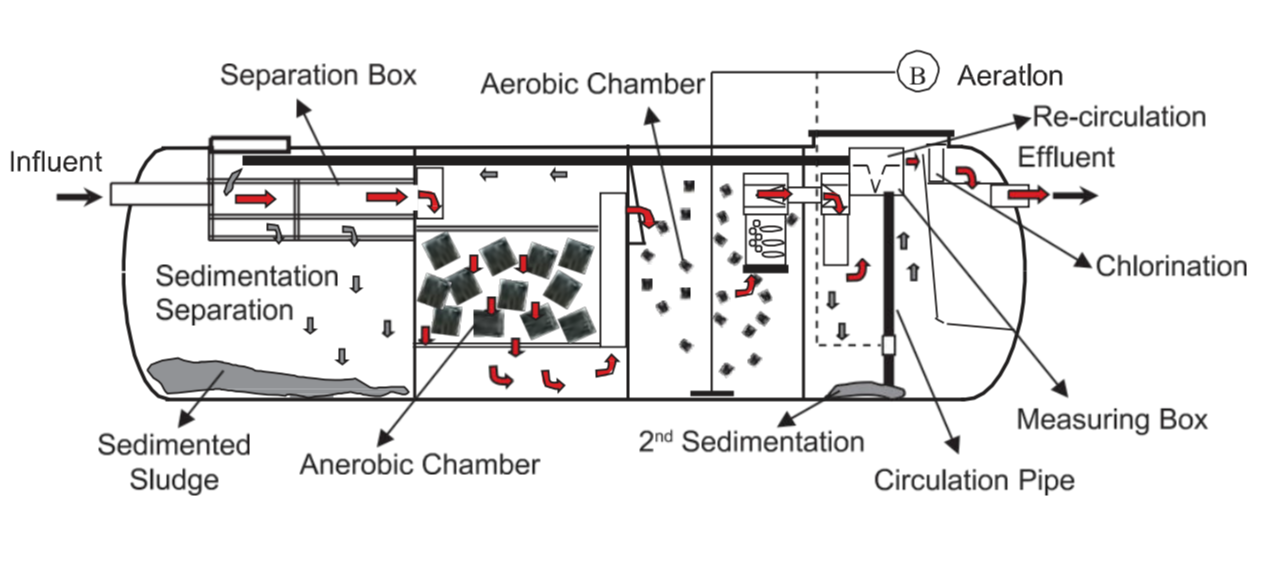 Separation Box
Aerobic Chamber
B
Aeratlon
Re-circulation
Influent
Effluent
Sedimentation
Separation
Chlorination
Sedimented
Sludge
Anerobic Chamber
2nd Sedimentation
Measuring Box
Circulation Pipe